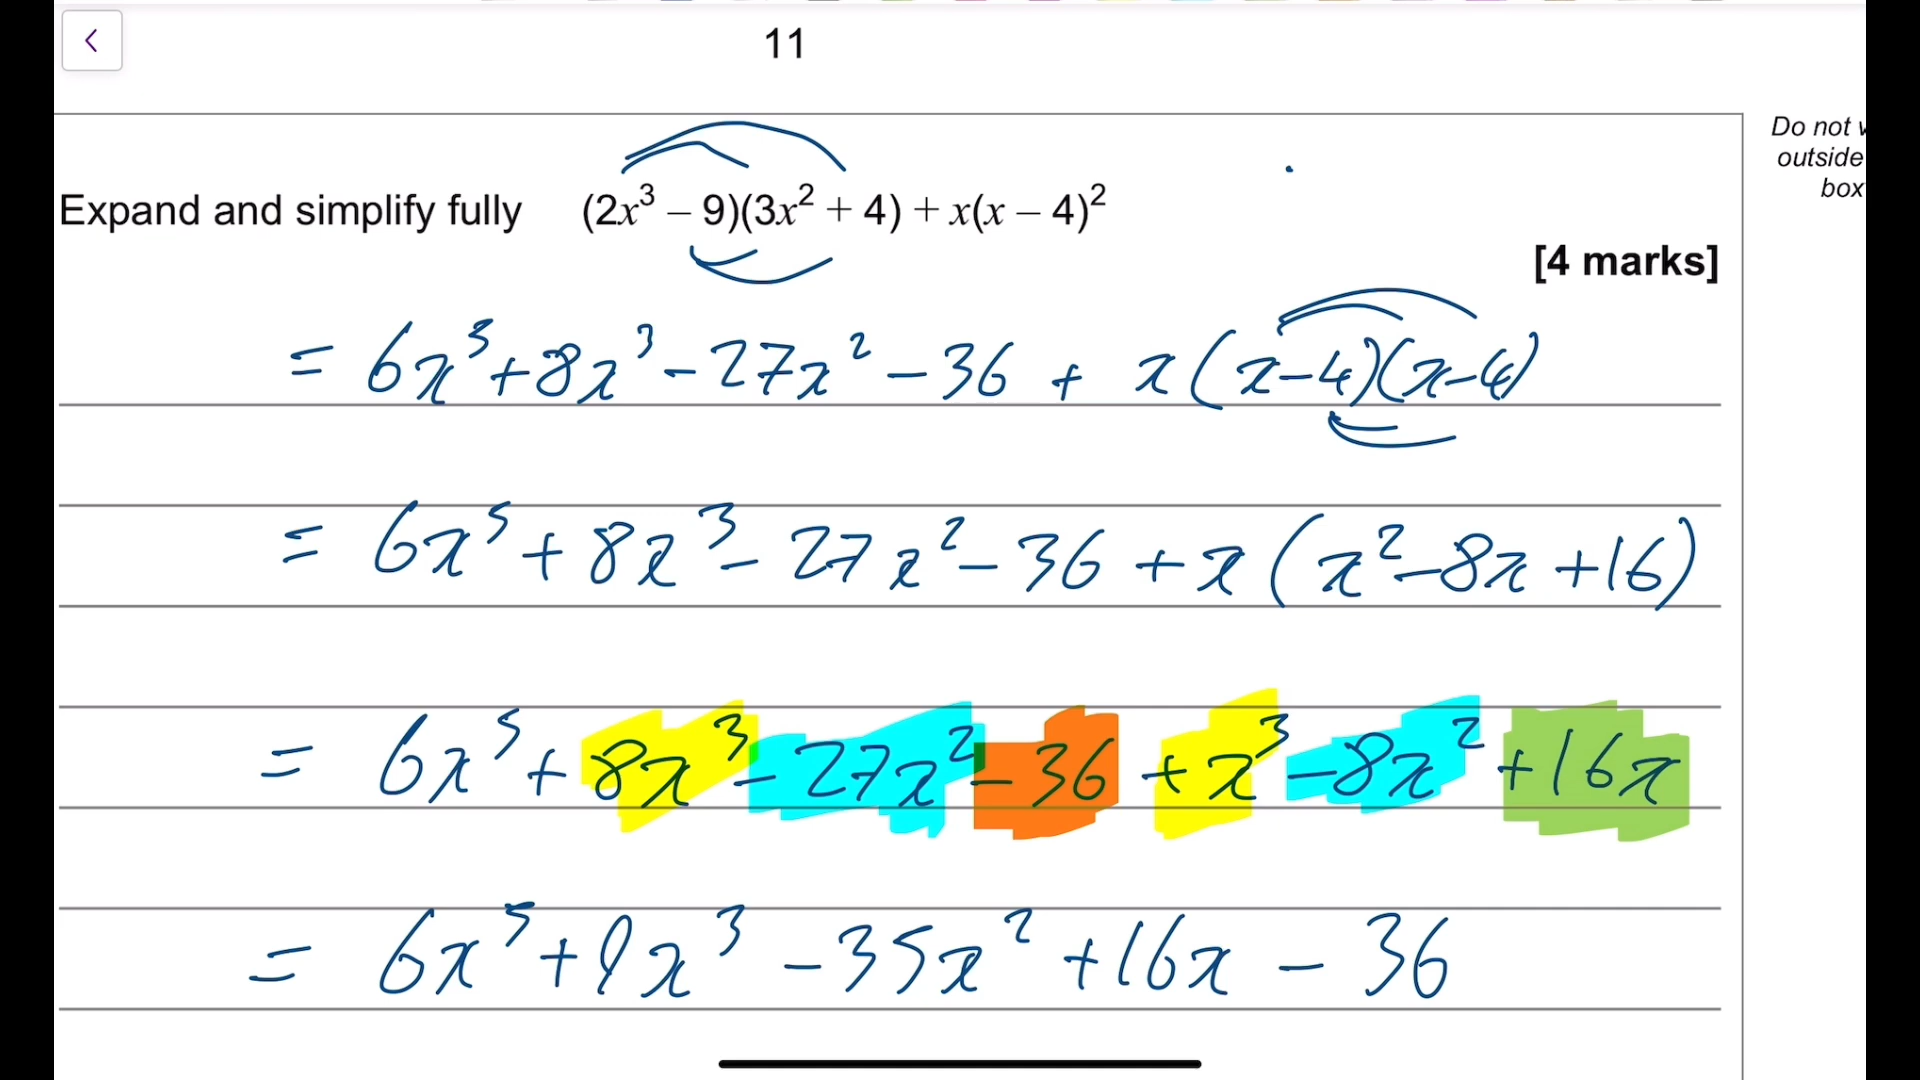 11
Do not
outside
box
Expand and simplify fully (2x³ – 9)(3x² + 4) + x(x – 4)²
[4 marks]
= 6x⁵ + 8x³ - 27x² - 36 + x(x-4)(x-4)
= 6x⁵ + 8x³ - 27x² - 36 + x(x² - 8x + 16)
= 6x⁵ + 8x³ - 27x² - 36 + x³ - 8x² + 16x
= 6x⁵ + 9x³ - 35x² + 16x - 36